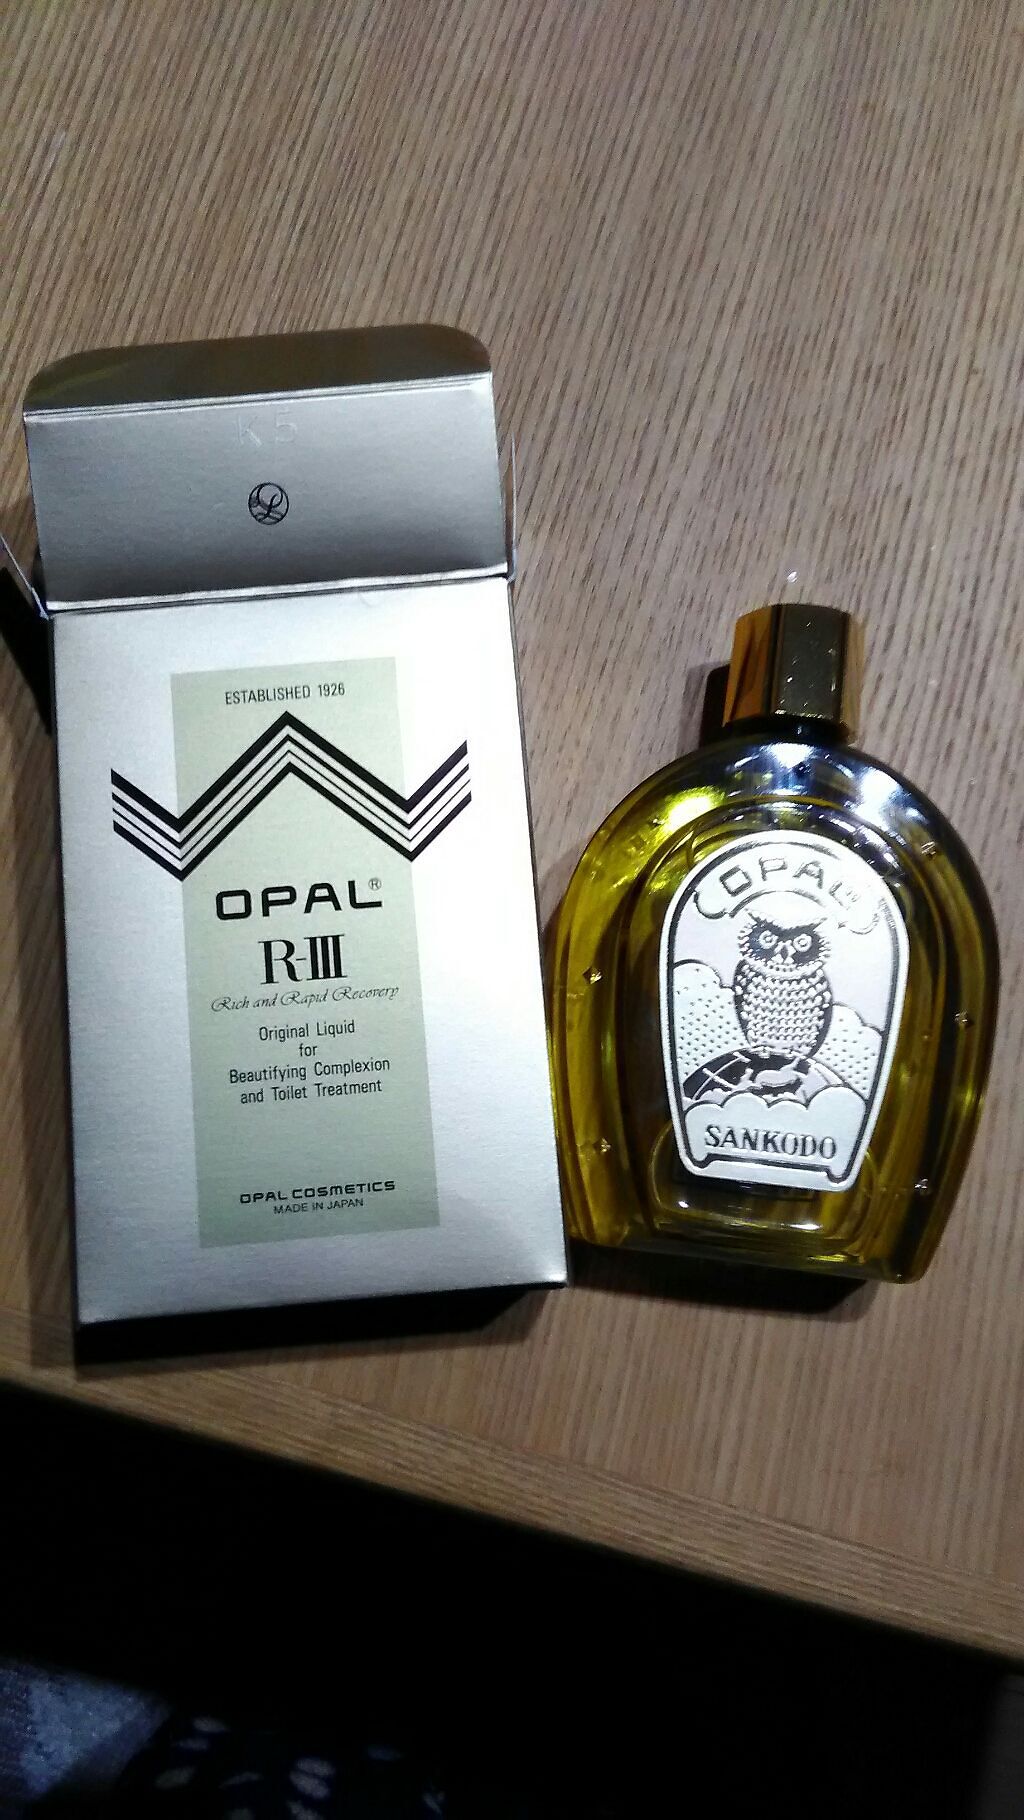 K5
ESTABLISHED 1926
OPAL®
R-III
Rich and Rapid Recovery
Original Liquid
for
Beautifying Complexion
and Toilet Treatment
OPAL COSMETICS
MADE IN JAPAN
OPAL
SANKODO